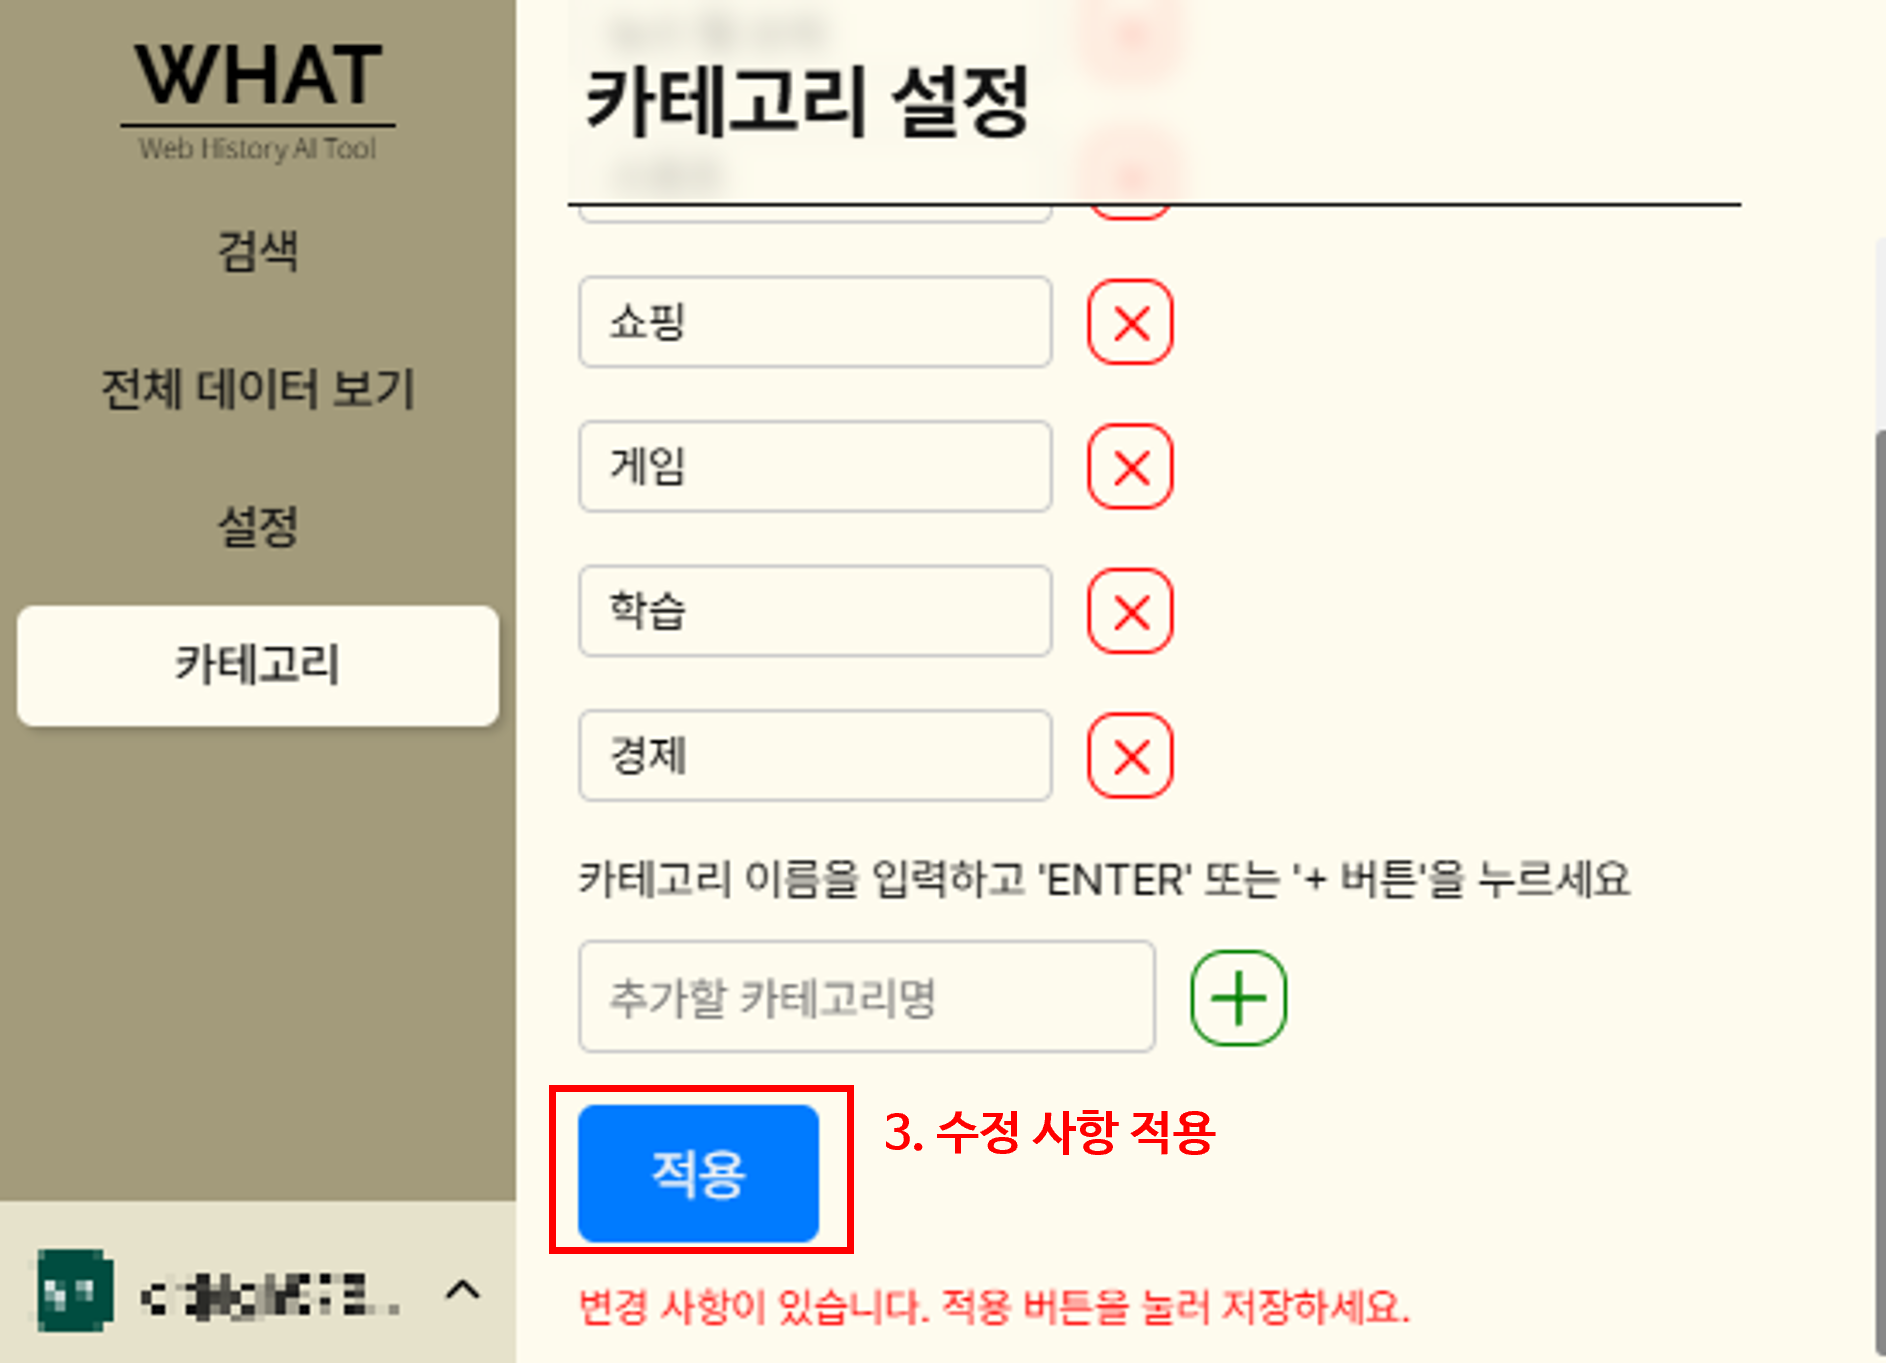 WHAT
Web History AI Tool
검색
전체 데이터 보기
설정
카테고리
카테고리 설정
쇼핑
게임
학습
경제
카테고리 이름을 입력하고 'ENTER' 또는 '+ 버튼'을 누르세요
추가할 카테고리명
적용
3. 수정 사항 적용
변경 사항이 있습니다. 적용 버튼을 눌러 저장하세요.